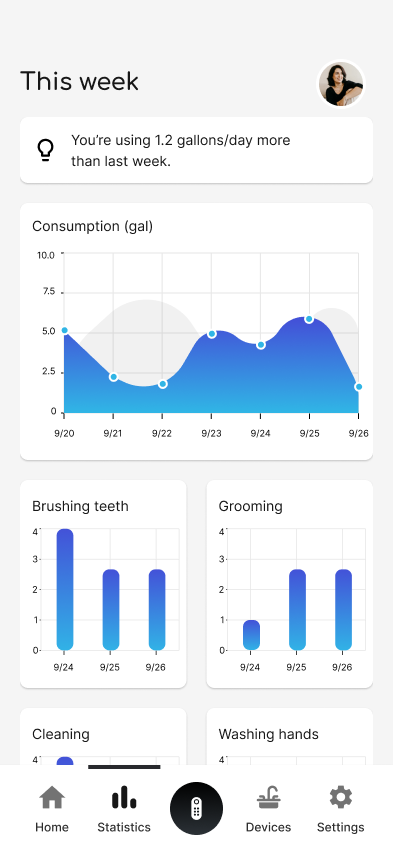 This week
You're using 1.2 gallons/day more
than last week.
Consumption (gal)
10.0
7.5
5.0
2.5
0
9/20 9/21 9/22 9/23 9/24 9/25 9/26
Brushing teeth
4
3
2
1
0
9/24 9/25 9/26
Grooming
4
3
2
1
0
9/24 9/25 9/26
Cleaning
4
Washing hands
4
Home Statistics Devices Settings